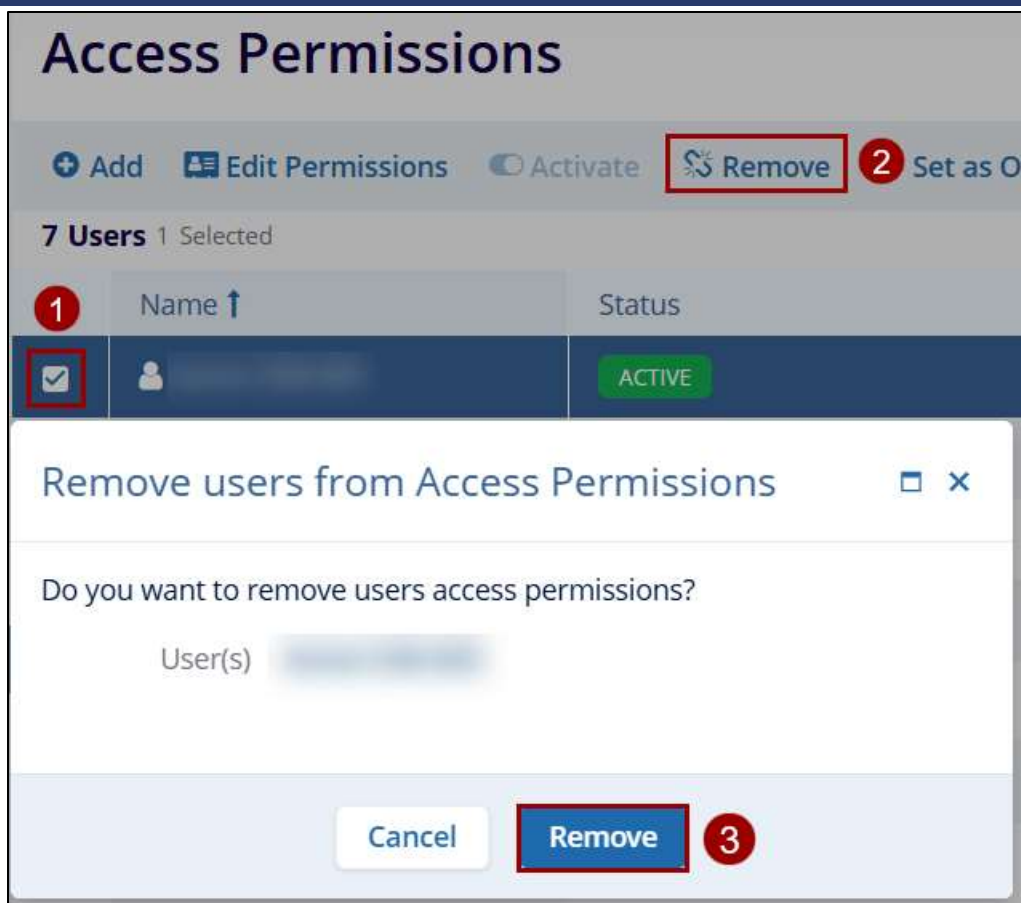 Access Permissions
Add Edit Permissions Activate Remove 2 Set as O
7 Users 1 Selected
1 Name Status
ACTIVE
Remove users from Access Permissions
Do you want to remove users access permissions?
User(s)
Cancel Remove 3